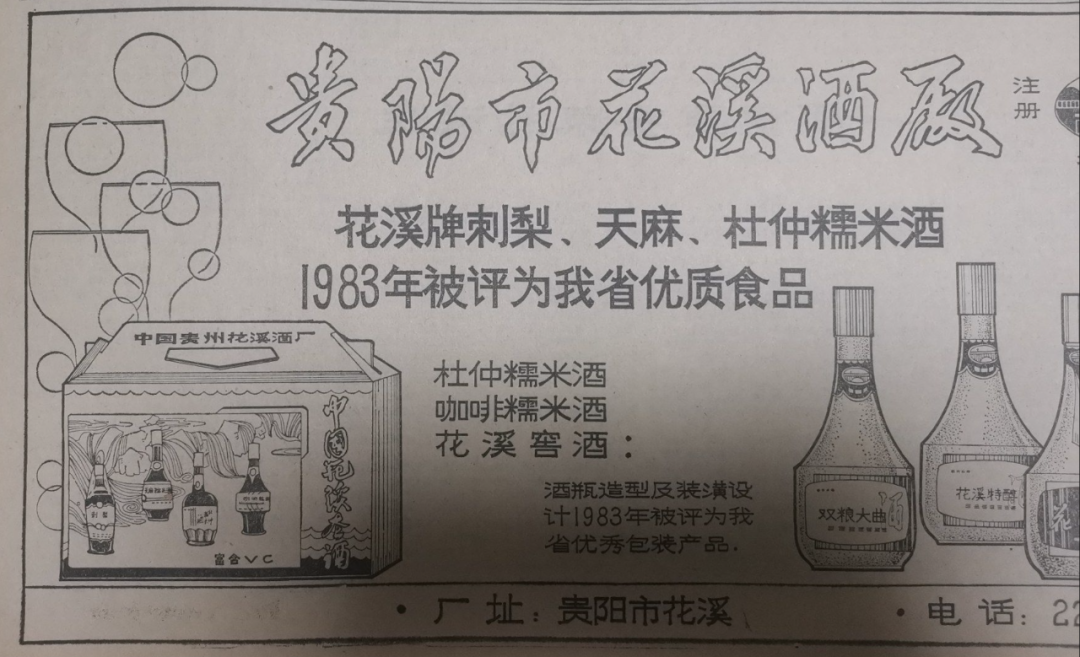 贵阳市花溪酒厰
注册
花溪牌刺梨、天麻、杜仲糯米酒
1983年被评为我省优质食品
中国贵州花溪酒厂
杜仲糯米酒
咖啡糯米酒
花溪窖酒：
酒瓶造型及装潢设
计1983年被评为我
省优秀包装产品.
中国花溪
酒
富含VC
双粮大曲
酒
花溪特醇
花
·厂址：贵阳市花溪
·电话：22